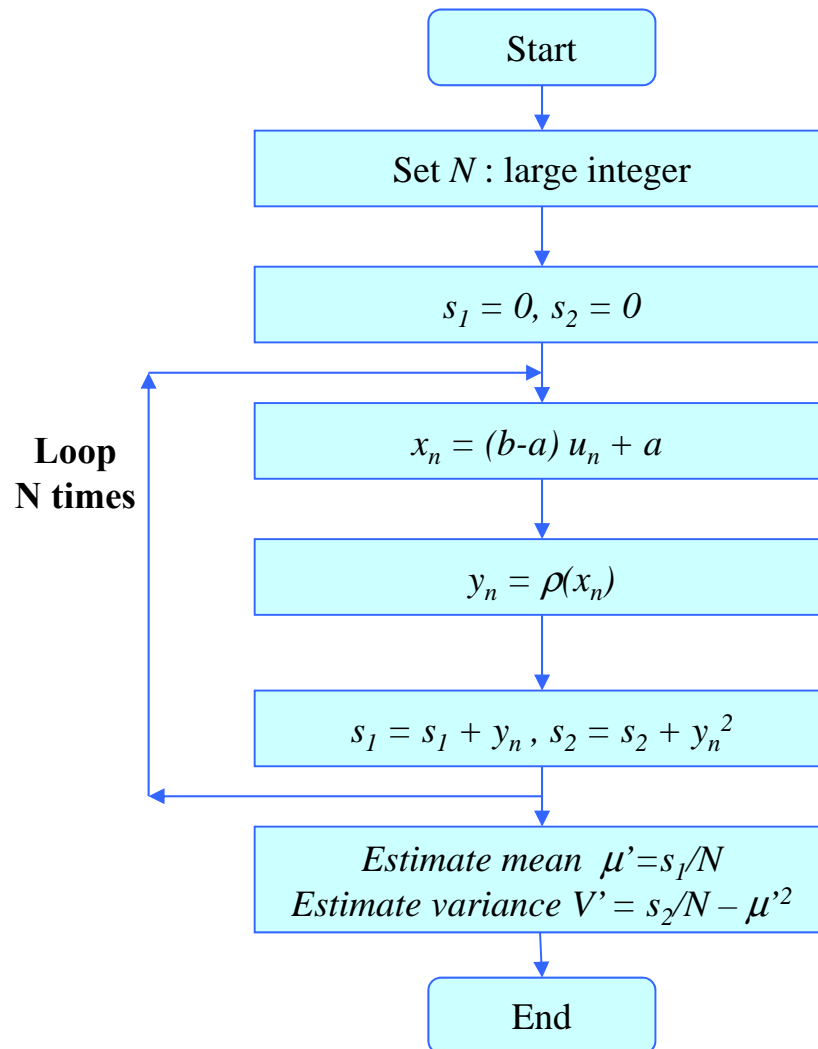 Start
Set N : large integer
s₁ = 0, s₂ = 0
xₙ = (b-a) uₙ + a
Loop
N times
yₙ = ρ(xₙ)
s₁ = s₁ + yₙ , s₂ = s₂ + yₙ²
Estimate mean μ’=s₁/N
Estimate variance V’ = s₂/N – μ’²
End